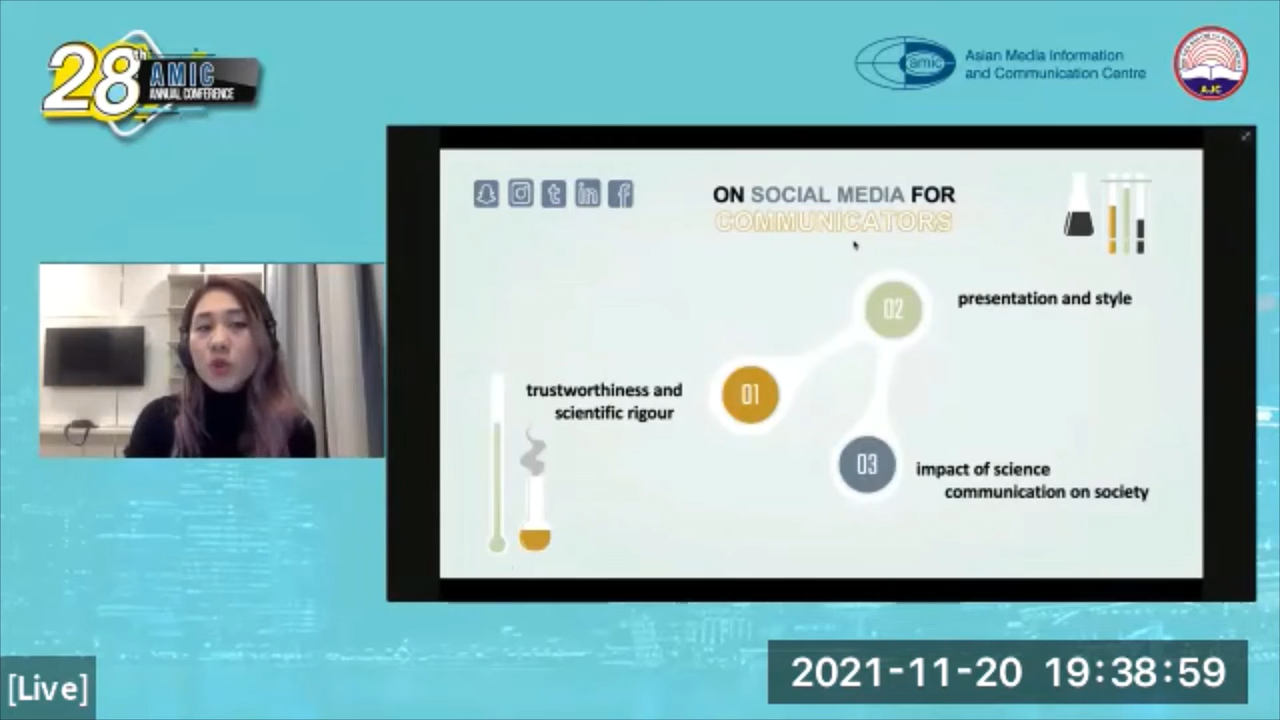 28th
AMIC
ANNUAL CONFERENCE
amic
Asian Media Information
and Communication Centre
AJC
ON SOCIAL MEDIA FOR
COMMUNICATORS
02
presentation and style
01
trustworthiness and
scientific rigour
03
impact of science
communication on society
[Live]
2021-11-20 19:38:59